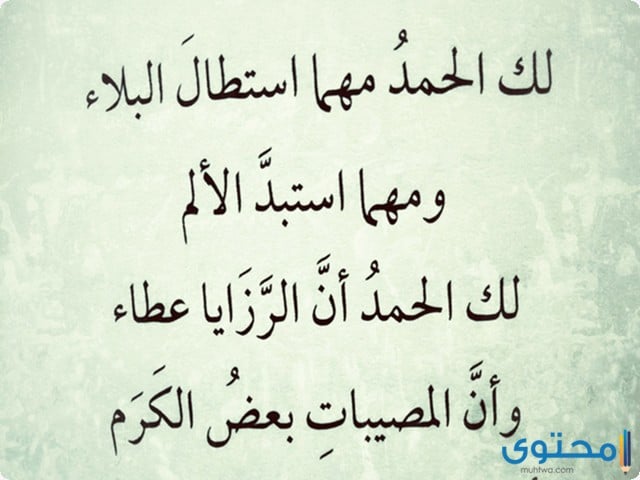 لك الحمدُ مهما استطالَ البلاء
ومهما استبدَّ الألم
لك الحمدُ أنَّ الرَّزَايا عطاء
وأنَّ المصيباتِ بعضُ الكَرَم
محتوى
muhtwa.com